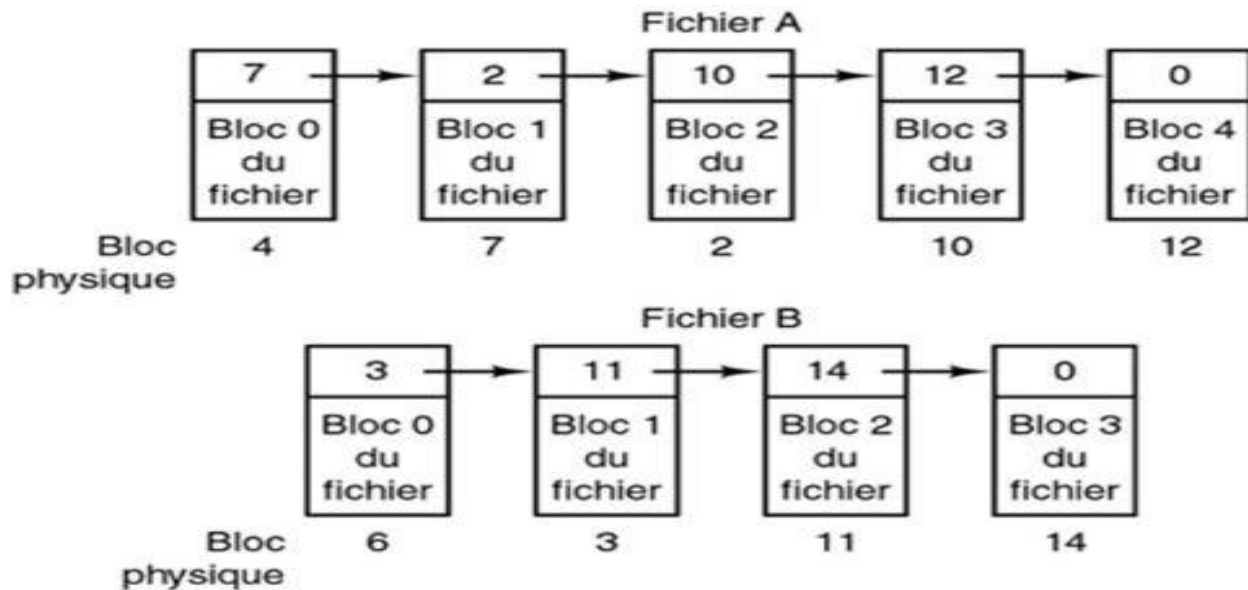 Fichier A
7 2 10 12 0
Bloc 0 Bloc 1 Bloc 2 Bloc 3 Bloc 4
du du du du du
fichier fichier fichier fichier fichier
Bloc 4 7 2 10 12
physique
Fichier B
3 11 14 0
Bloc 0 Bloc 1 Bloc 2 Bloc 3
du du du du
fichier fichier fichier fichier
Bloc 6 3 11 14
physique